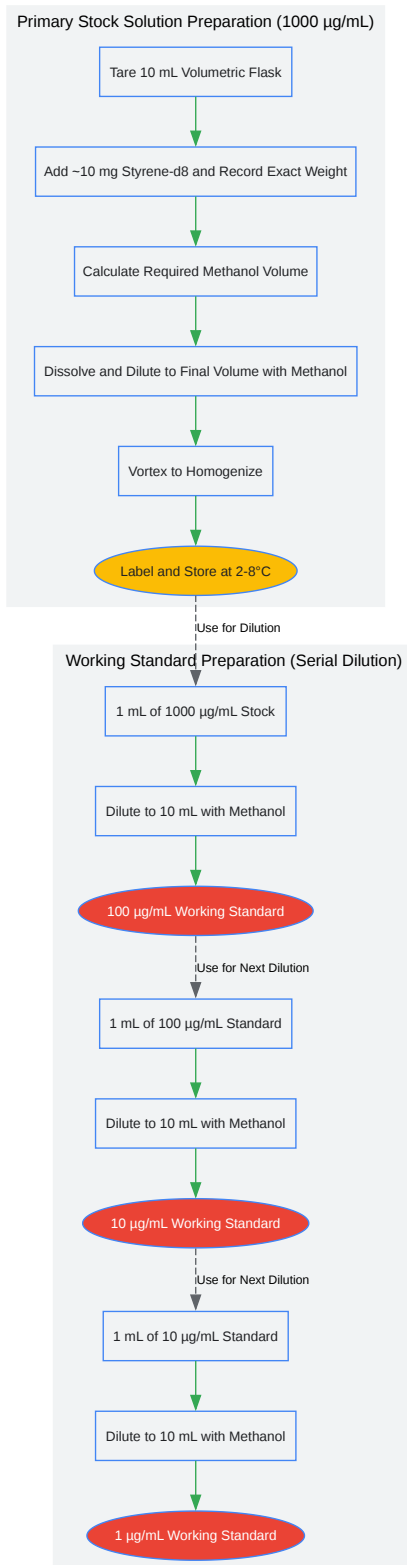 Primary Stock Solution Preparation (1000 µg/mL)
Tare 10 mL Volumetric Flask
Add ~10 mg Styrene-d8 and Record Exact Weight
Calculate Required Methanol Volume
Dissolve and Dilute to Final Volume with Methanol
Vortex to Homogenize
Label and Store at 2-8°C
Use for Dilution
Working Standard Preparation (Serial Dilution)
1 mL of 1000 µg/mL Stock
Dilute to 10 mL with Methanol
100 µg/mL Working Standard
Use for Next Dilution
1 mL of 100 µg/mL Standard
Dilute to 10 mL with Methanol
10 µg/mL Working Standard
Use for Next Dilution
1 mL of 10 µg/mL Standard
Dilute to 10 mL with Methanol
1 µg/mL Working Standard